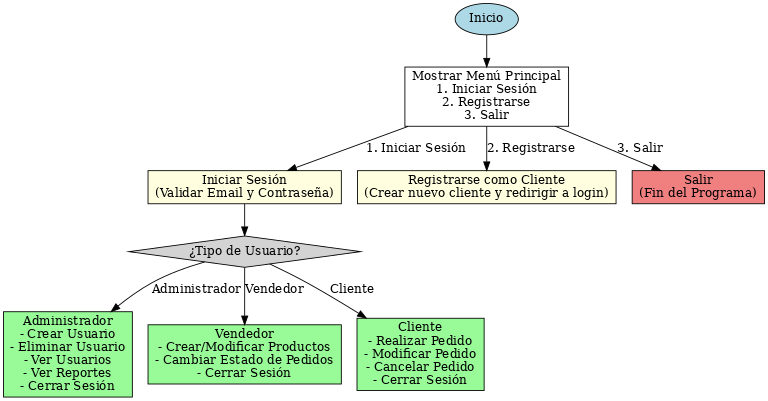 Inicio
Mostrar Menú Principal
1. Iniciar Sesión
2. Registrarse
3. Salir
1. Iniciar Sesión
2. Registrarse
3. Salir
Iniciar Sesión
(Validar Email y Contraseña)
Registrarse como Cliente
(Crear nuevo cliente y redirigir a login)
Salir
(Fin del Programa)
¿Tipo de Usuario?
Administrador
Vendedor
Cliente
Administrador
- Crear Usuario
- Eliminar Usuario
- Ver Usuarios
- Ver Reportes
- Cerrar Sesión
Vendedor
- Crear/Modificar Productos
- Cambiar Estado de Pedidos
- Cerrar Sesión
Cliente
- Realizar Pedido
- Modificar Pedido
- Cancelar Pedido
- Cerrar Sesión